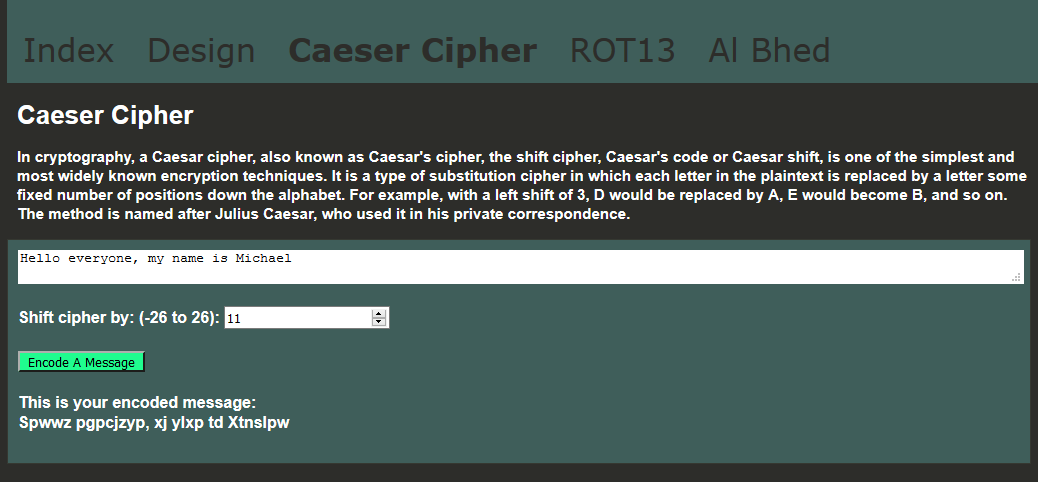 Index Design Caeser Cipher ROT13 Al Bhed
Caeser Cipher
In cryptography, a Caesar cipher, also known as Caesar's cipher, the shift cipher, Caesar's code or Caesar shift, is one of the simplest and
most widely known encryption techniques. It is a type of substitution cipher in which each letter in the plaintext is replaced by a letter some
fixed number of positions down the alphabet. For example, with a left shift of 3, D would be replaced by A, E would become B, and so on.
The method is named after Julius Caesar, who used it in his private correspondence.
Hello everyone, my name is Michael
Shift cipher by: (-26 to 26): 11
Encode A Message
This is your encoded message:
Spwwz pgpcjzyp, xj ylxp td Xtnslpw